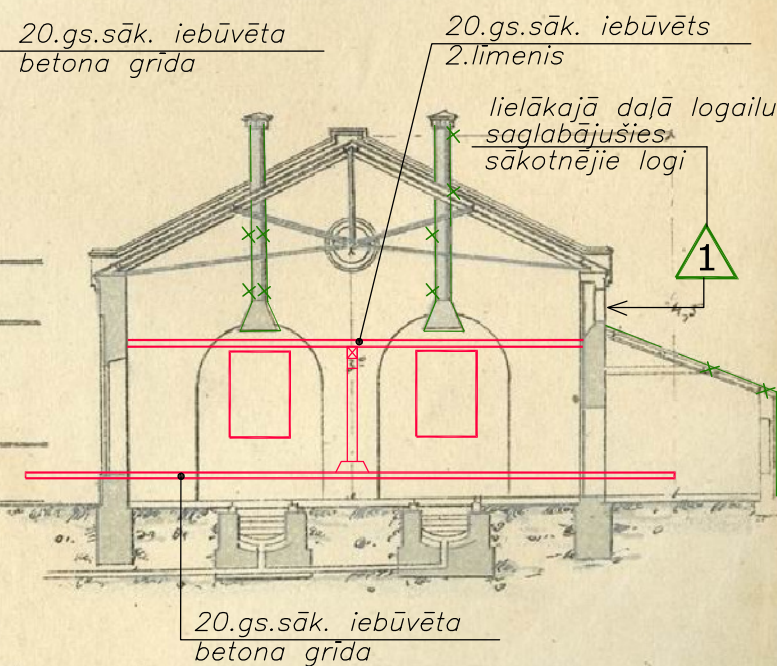 20.gs.sāk. iebūvēta
betona grīda
20.gs.sāk. iebūvēts
2.līmenis
lielākajā daļā logailu
saglabājušies
sākotnējie logi
1
20.gs.sāk. iebūvēta
betona grīda